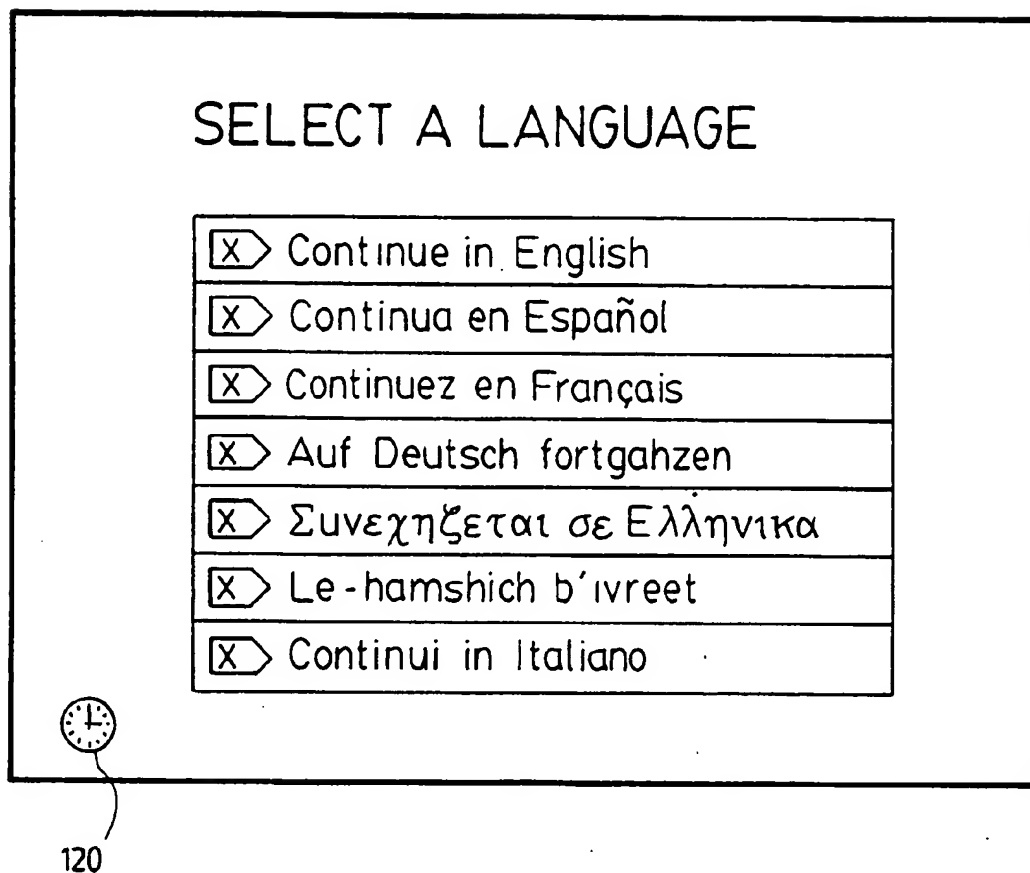 SELECT A LANGUAGE
X Continue in English
X Continua en Español
X Continuez en Français
X Auf Deutsch fortgahzen
X Συνεχηζεται σε Ελληνικα
X Le-hamshich b'ivreet
X Continui in Italiano
120